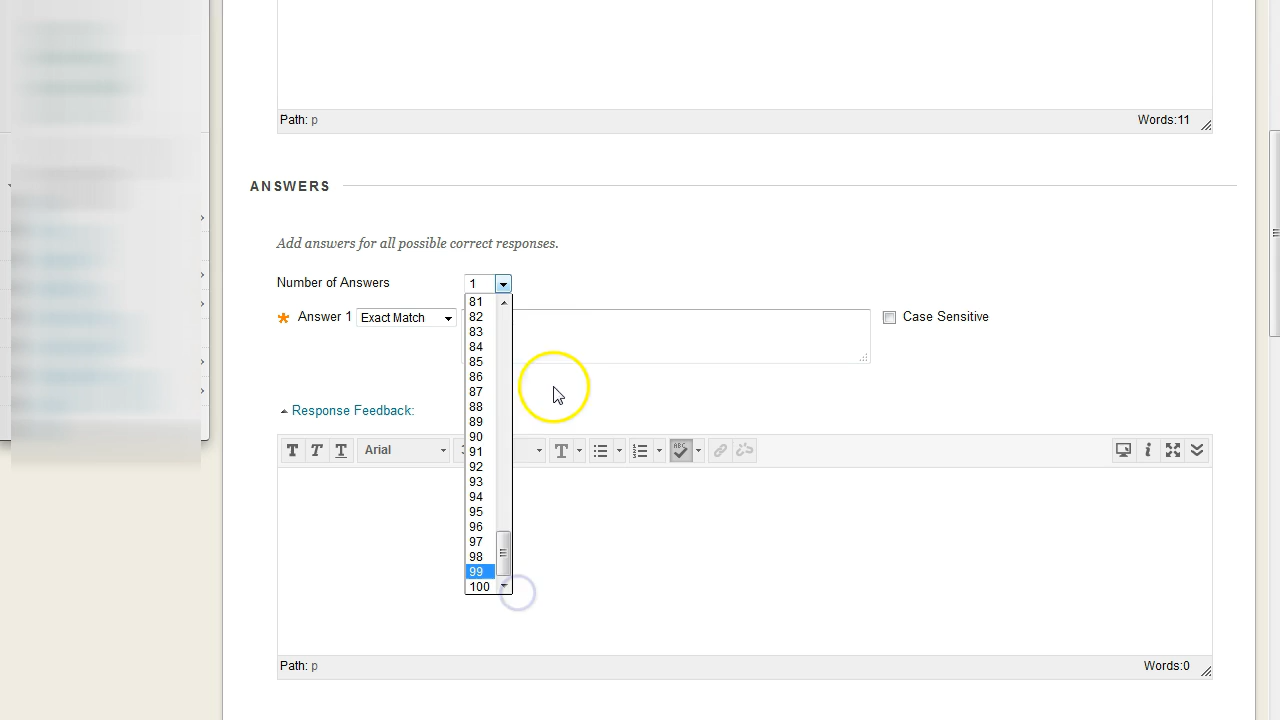 Path: p Words:11
ANSWERS
Add answers for all possible correct responses.
Number of Answers 1
Answer 1 Exact Match Case Sensitive
81
82
83
84
85
86
87
88
89
90
91
92
93
94
95
96
97
98
99
100
Response Feedback:
T T T Arial T ABC i
Path: p Words:0